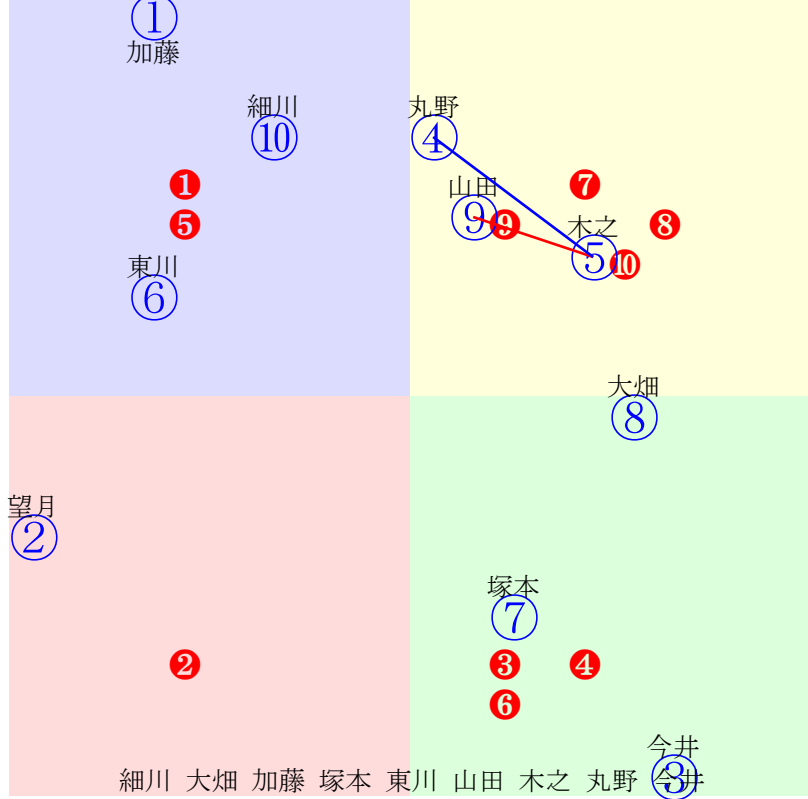 ①
加藤
細川 丸野
⑩ ④
❶ 山田 ❼
❺ ⑨ ❾ 木之 ❽
東川 ⑤ ❿
⑥
大畑
⑧
望月
②
塚本
⑦
❷ ❸ ❹
❻
今井
③
細川 大畑 加藤 塚本 東川 山田 木之 丸野 今井